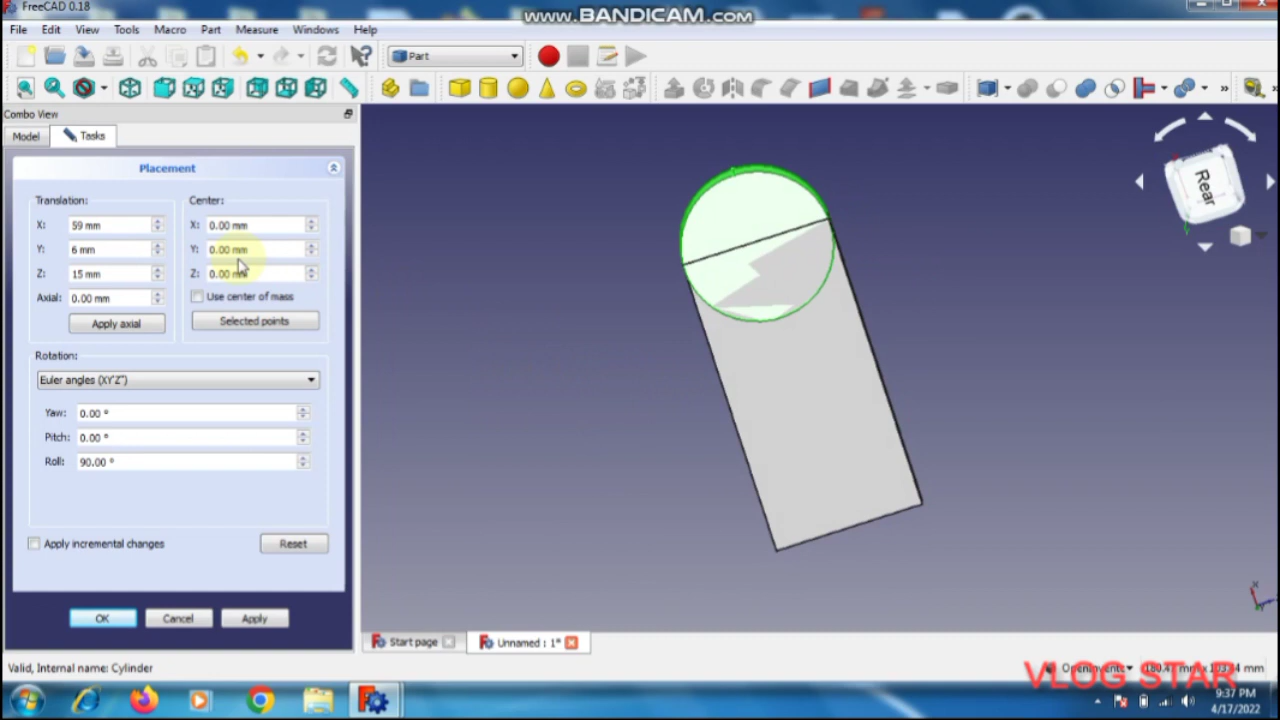 FreeCAD 0.18
www.BANDICAM.com
File Edit View Tools Macro Part Measure Windows Help
Part
»
»
Combo View
Model Tasks
Placement
Translation: Center:
X: 59 mm X: 0.00 mm
Y: 6 mm Y: 0.00 mm
Z: 15 mm Z: 0.00 mm
Axial: 0.00 mm Use center of mass
Apply axial Selected points
Rotation:
Euler angles (XY'Z")
Yaw: 0.00 °
Pitch: 0.00 °
Roll: 90.00 °
Apply incremental changes Reset
OK Cancel Apply
Rear
Start page Unnamed : 1*
Valid, Internal name: Cylinder
VLOG STAR
9:37 PM
4/17/2022